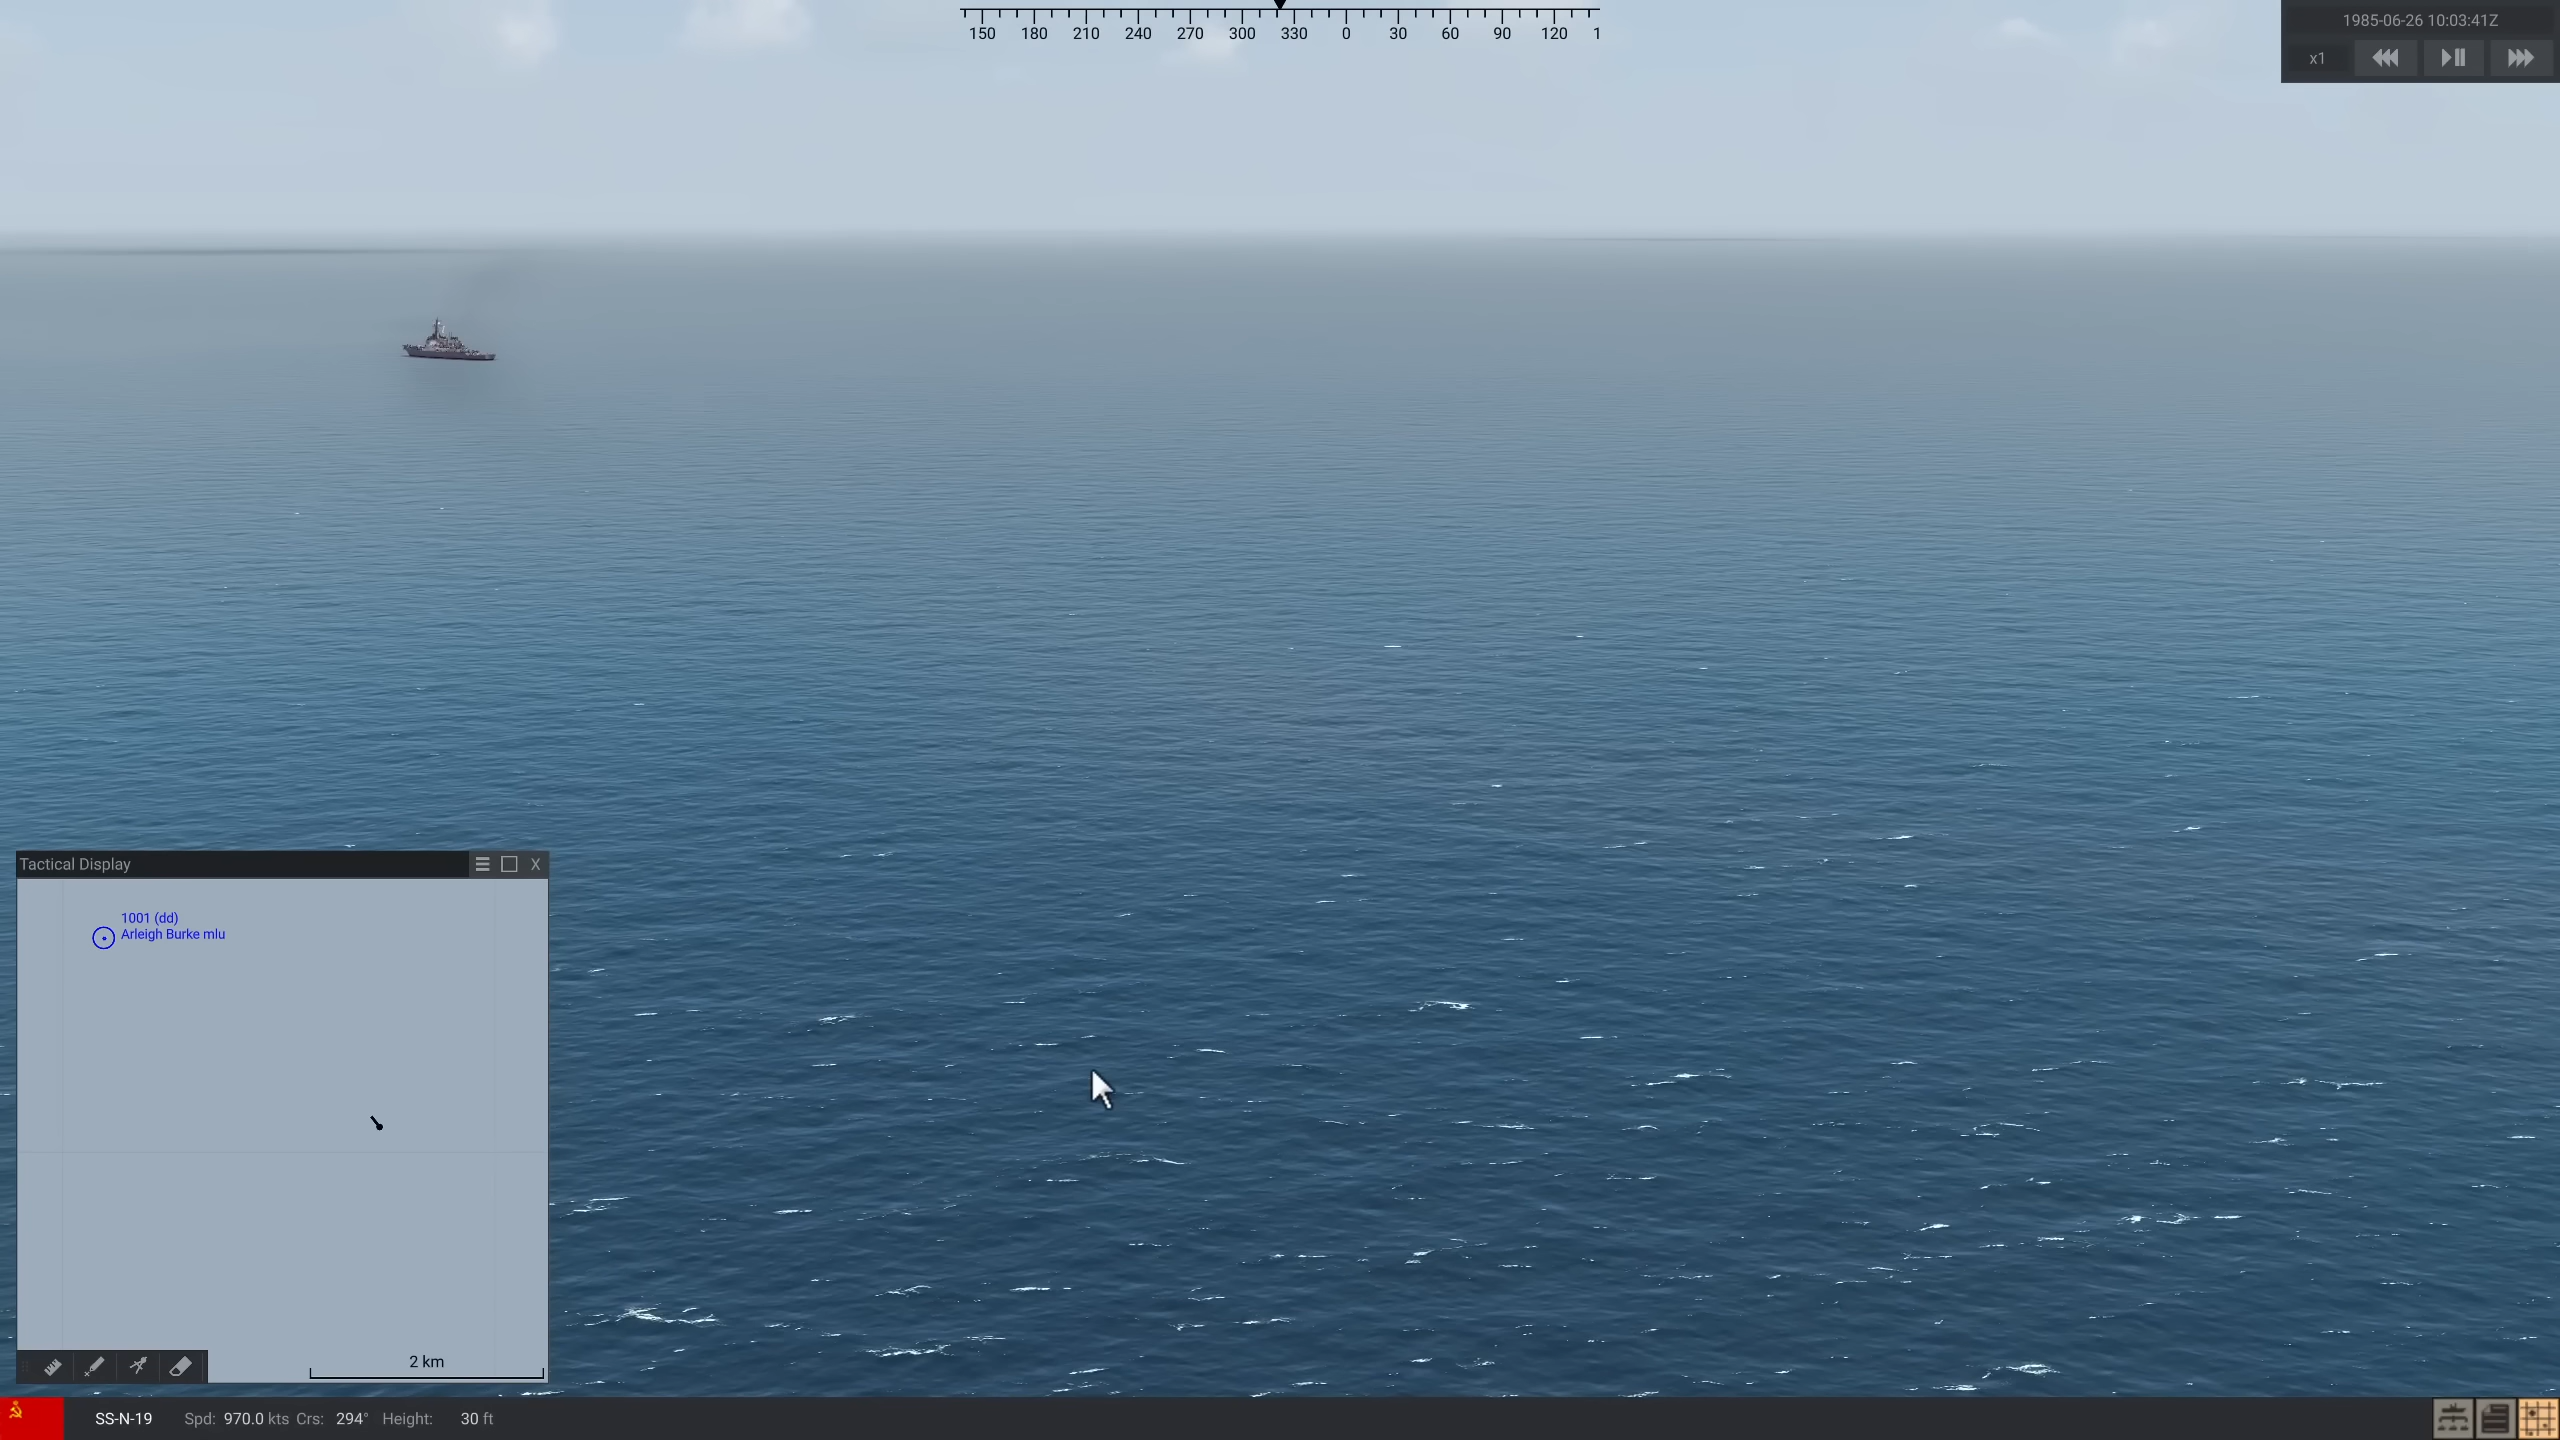 150 180 210 240 270 300 330 0 30 60 90 120 1
1985-06-26 10:03:41Z
x1
Tactical Display
X
1001 (dd)
Arleigh Burke mlu
2 km
SS-N-19 Spd: 970.0 kts Crs: 294° Height: 30 ft